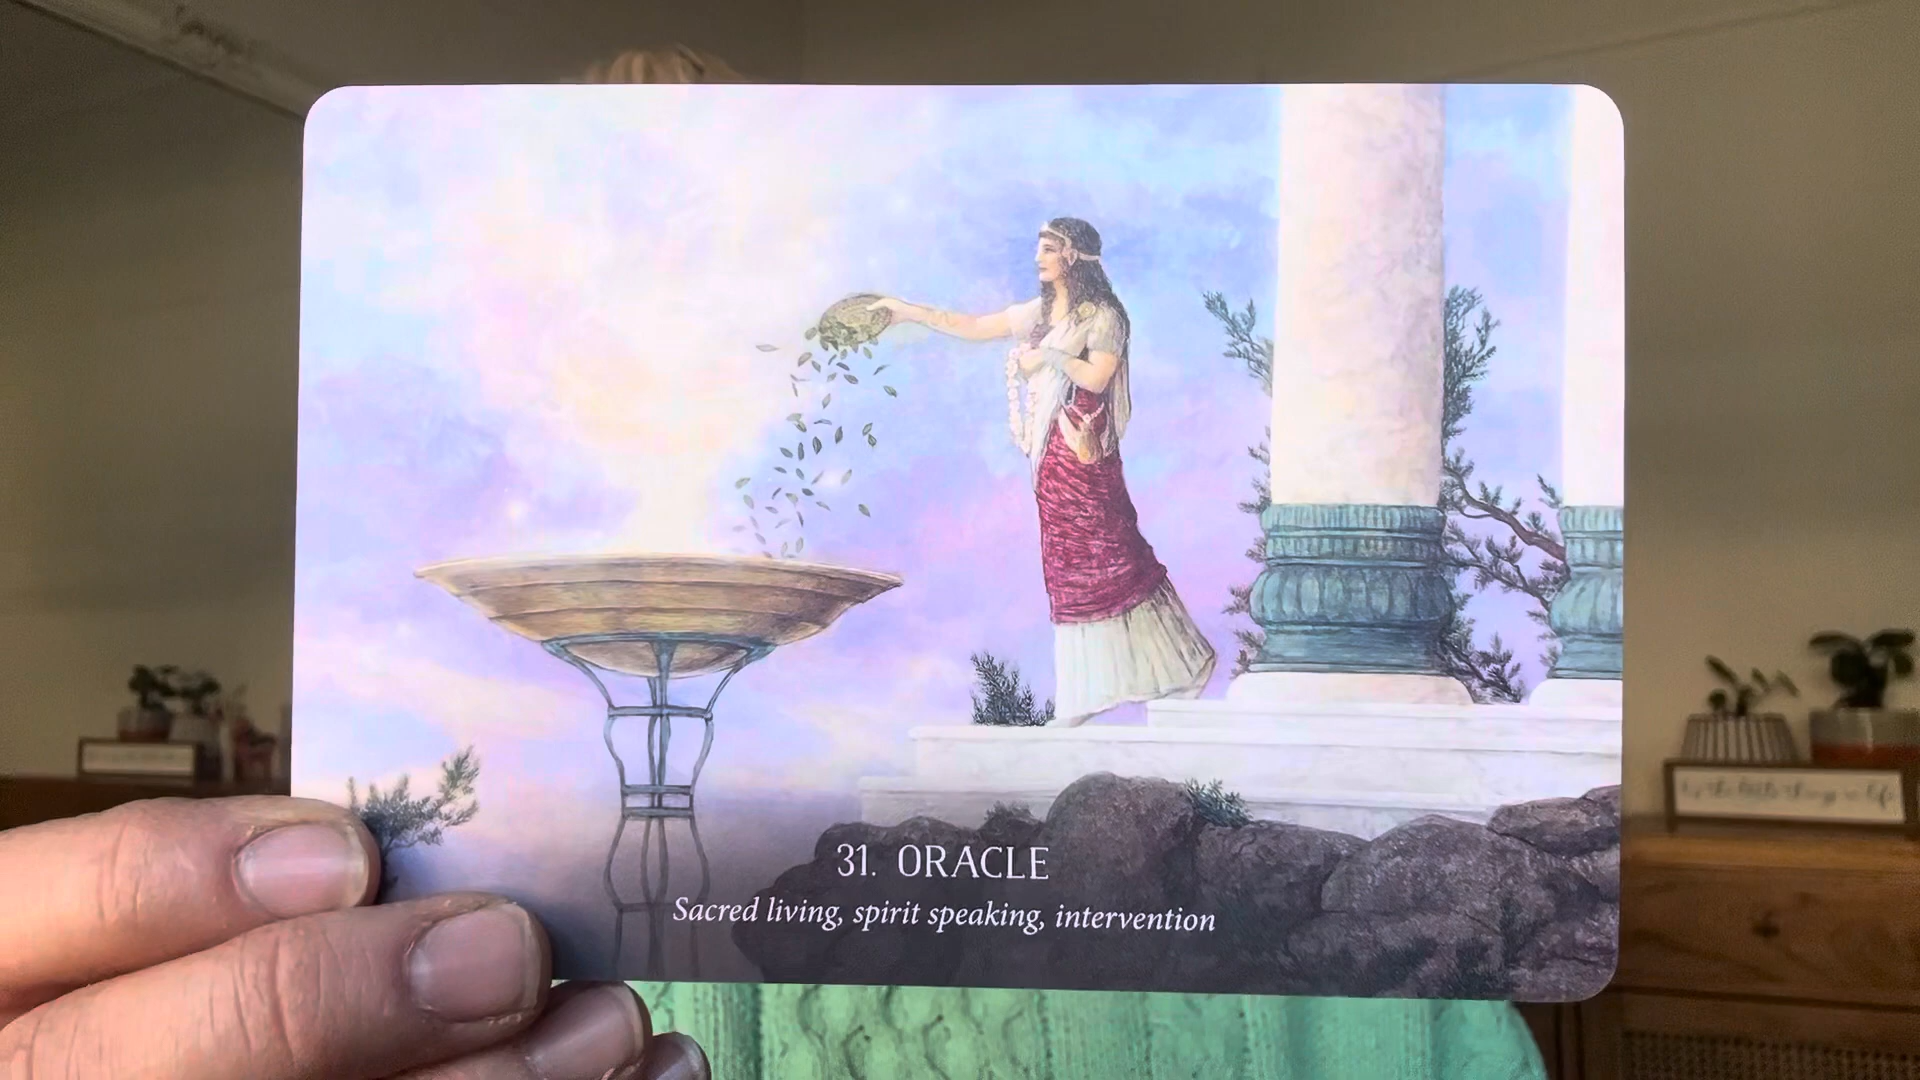 31. ORACLE
Sacred living, spirit speaking, intervention